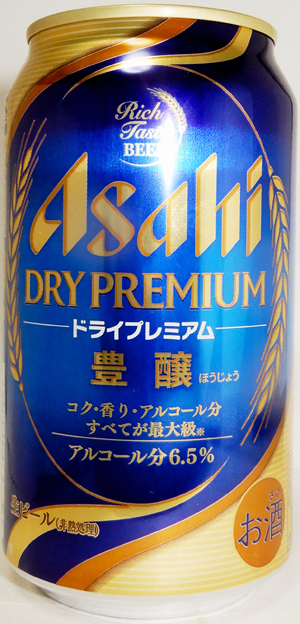 Rich
Taste
BEER
Asahi
DRY PREMIUM
ドライプレミアム
豊醸 ほうじょう
コク・香り・アルコール分
すべてが最大級※
アルコール分6.5%
生ビール(非熱処理)
お酒